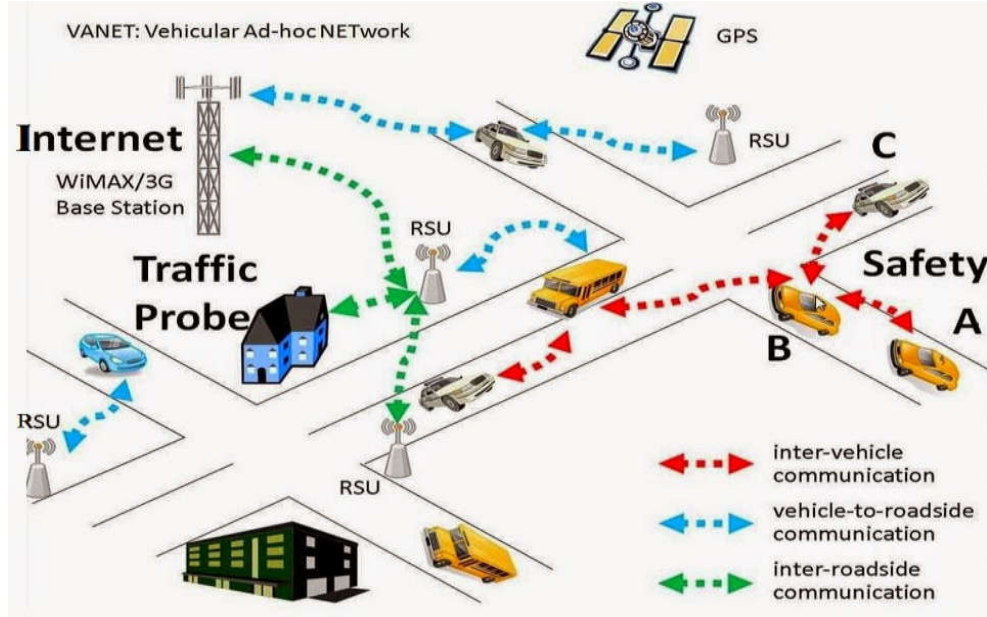 VANET: Vehicular Ad-hoc NETwork
GPS
Internet
WiMAX/3G
Base Station
RSU
C
RSU
Traffic
Probe
Safety
A
B
RSU
RSU
inter-vehicle
communication
vehicle-to-roadside
communication
inter-roadside
communication